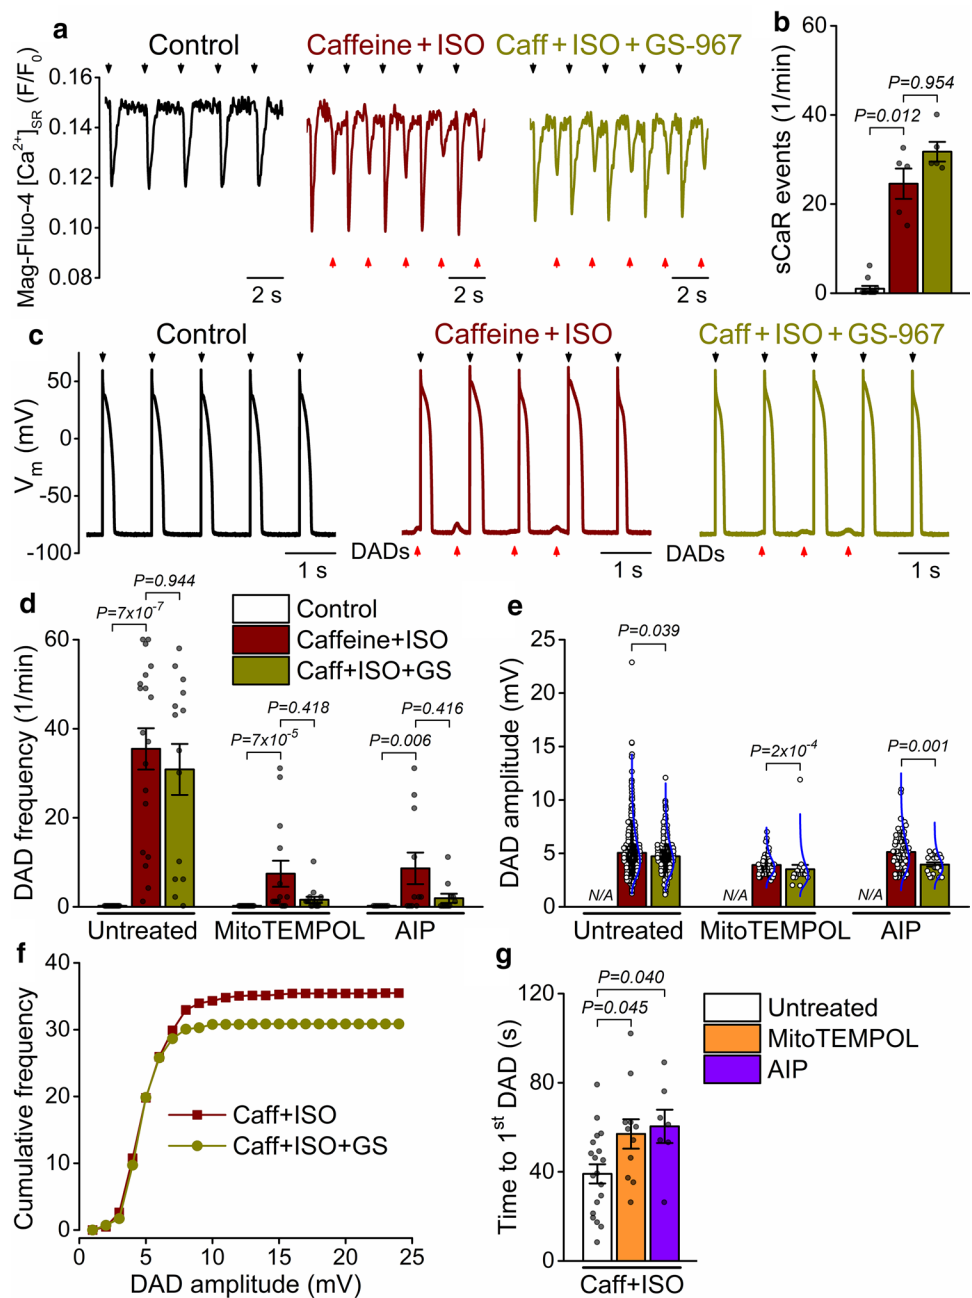 a
Control
Caffeine+ISO
Caff+ISO+GS-967
Mag-Fluo-4 [Ca²⁺]SR (F/F₀)
0.16
0.14
0.12
0.10
0.08
2 s
2 s
2 s
b
sCaR events (1/min)
60
40
20
0
P=0.954
P=0.012
c
Control
Caffeine+ISO
Caff+ISO+GS-967
Vm (mV)
50
0
-50
-100
DADs
DADs
1 s
1 s
1 s
d
Control
Caffeine+ISO
Caff+ISO+GS
DAD frequency (1/min)
60
40
20
0
P=0.944
P=7x10⁻⁷
P=0.418
P=7x10⁻⁵
P=0.416
P=0.006
Untreated
MitoTEMPOL
AIP
e
DAD amplitude (mV)
25
20
15
10
5
0
P=0.039
P=2x10⁻⁴
P=0.001
N/A
N/A
N/A
Untreated
MitoTEMPOL
AIP
f
Cumulative frequency
40
30
20
10
0
Caff+ISO
Caff+ISO+GS
0
5
10
15
20
25
DAD amplitude (mV)
g
Time to 1st DAD (s)
120
80
40
0
P=0.040
P=0.045
Untreated
MitoTEMPOL
AIP
Caff+ISO